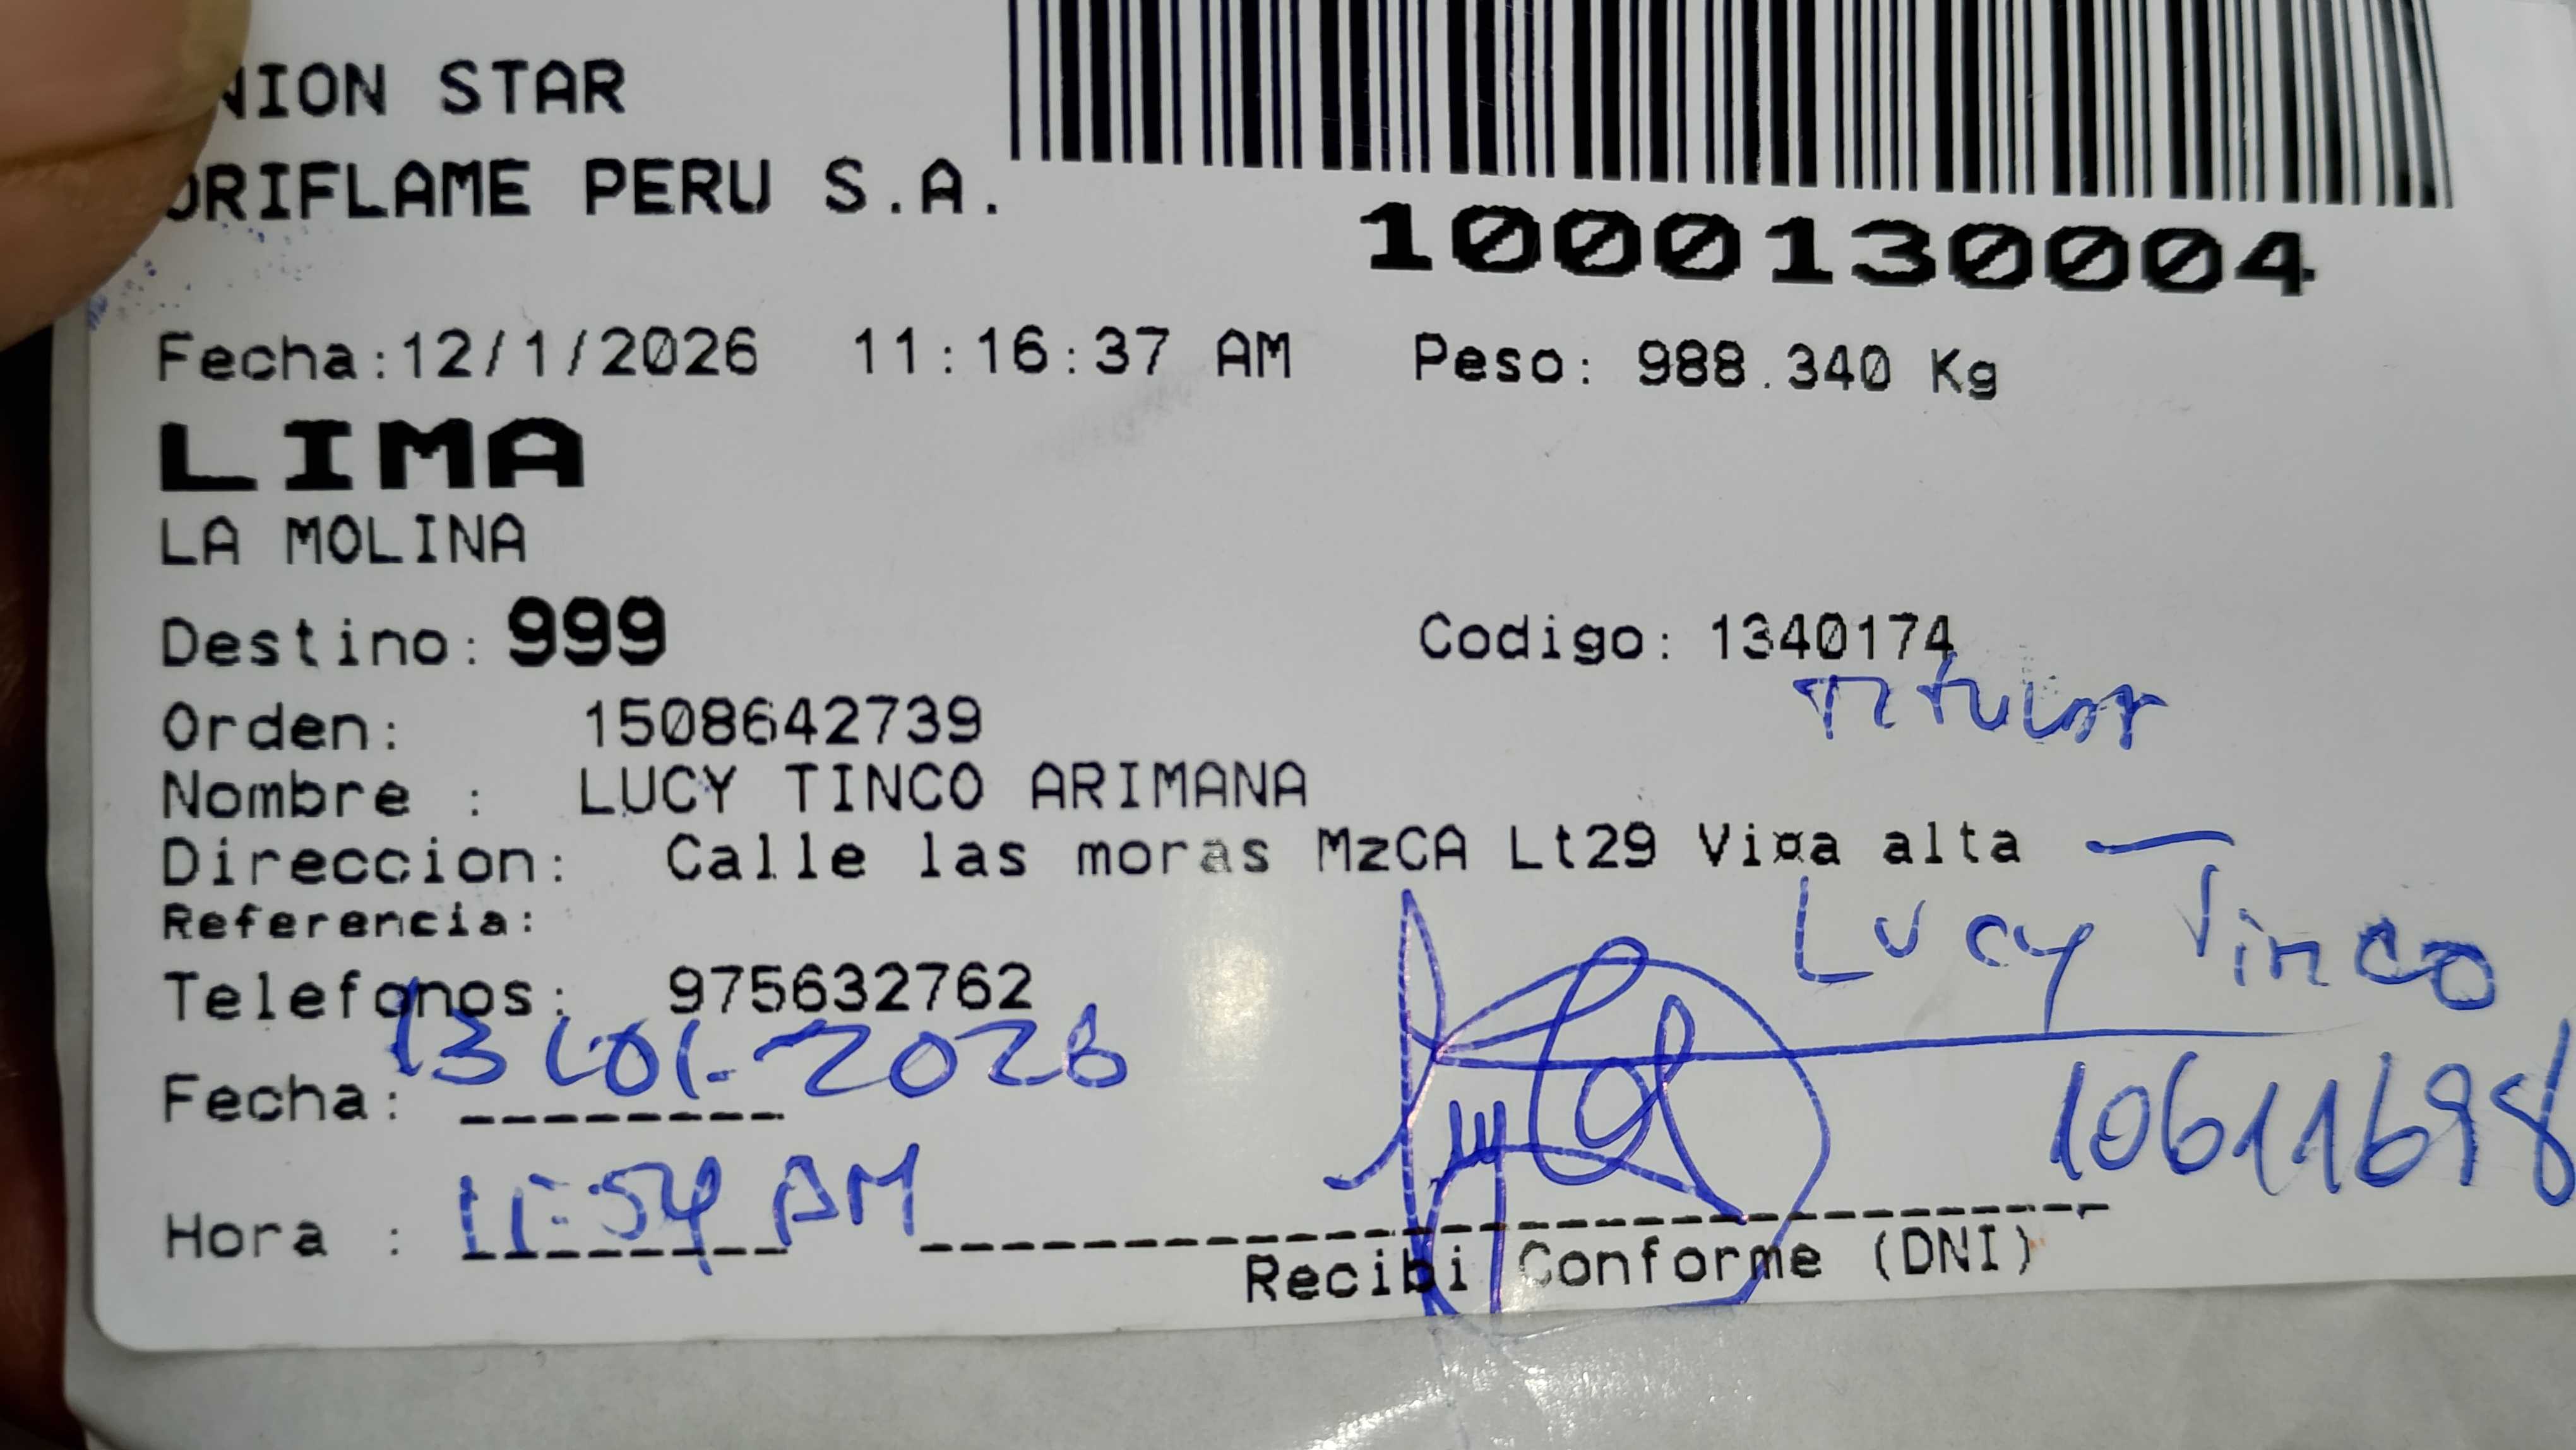 NION STAR
ORIFLAME PERU S.A.
1000130004
Fecha:12/1/2026 11:16:37 AM Peso: 988.340 Kg
LIMA
LA MOLINA
Destino: 999 Codigo: 1340174
Titular
Orden: 1508642739
Nombre : LUCY TINCO ARIMANA
Direccion: Calle las moras MzCA Lt29 Vi¤a alta
Referencia:
Lucy Tinco
Telefonos: 975632762
Fecha: 13-01-2026
10611698
Hora : 11:54 AM
Recibi Conforme (DNI)